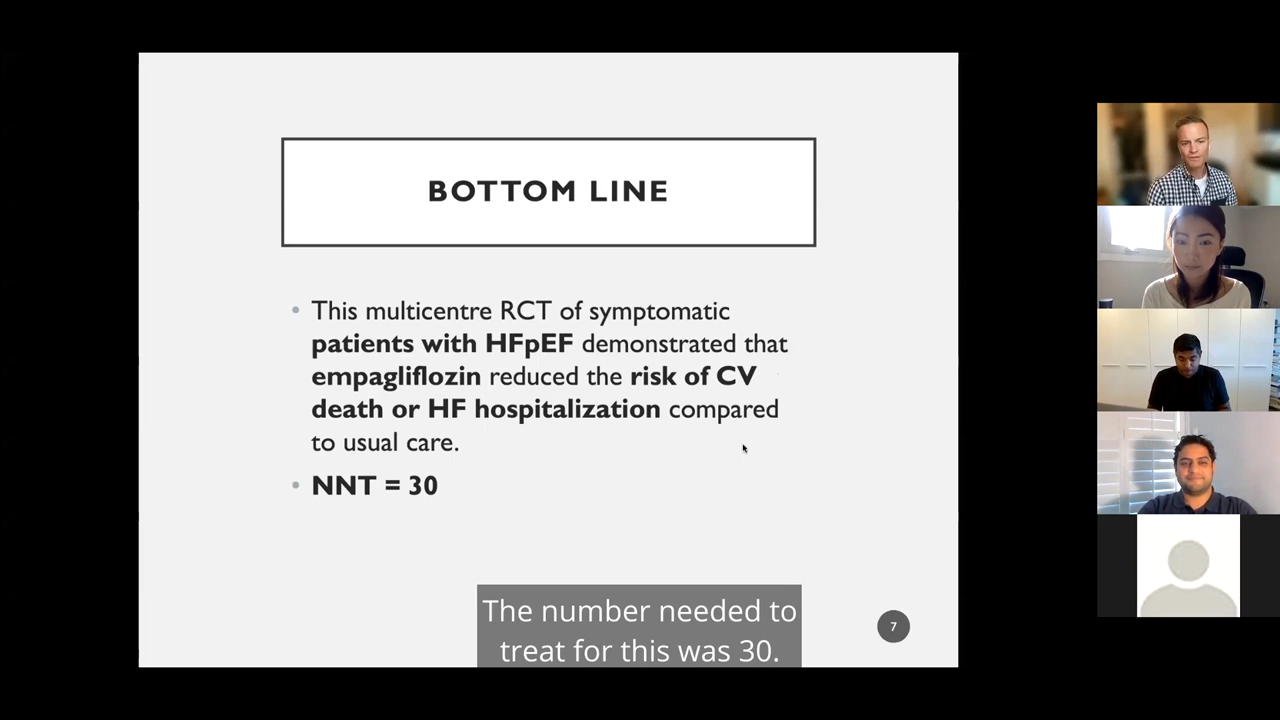 BOTTOM LINE
• This multicentre RCT of symptomatic
patients with HFpEF demonstrated that
empagliflozin reduced the risk of CV
death or HF hospitalization compared
to usual care.
• NNT = 30
The number needed to
treat for this was 30.
7